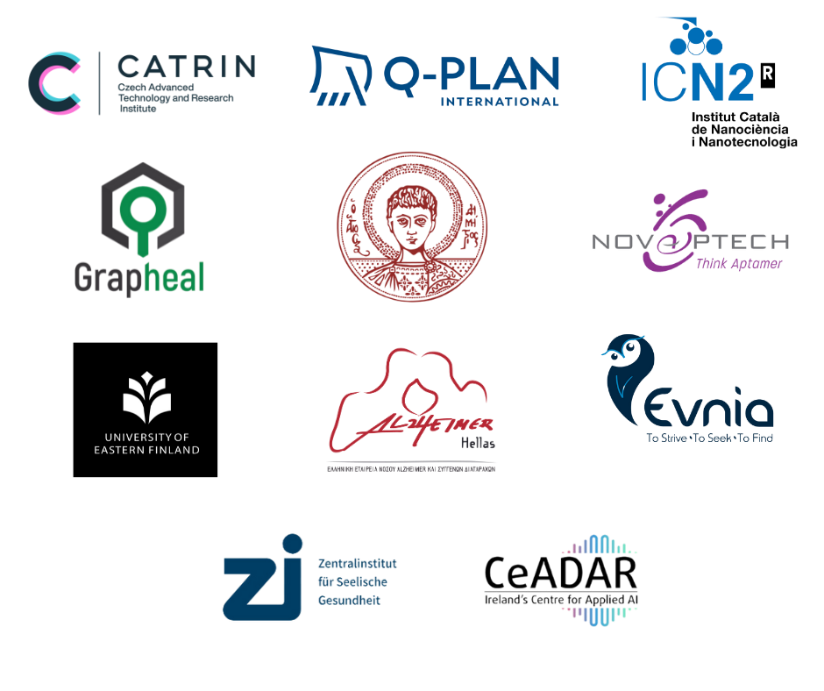 CATRIN
Czech Advanced
Technology and Research
Institute
Q-PLAN
INTERNATIONAL
ICN2 R
Institut Català
de Nanociència
i Nanotecnologia
Grapheal
NOVAPTECH
Think Aptamer
UNIVERSITY OF
EASTERN FINLAND
ALZHEIMER
Hellas
ΕΛΛΗΝΙΚΗ ΕΤΑΙΡΕΙΑ ΝΟΣΟΥ ALZHEIMER ΚΑΙ ΣΥΓΓΕΝΩΝ ΔΙΑΤΑΡΑΧΩΝ
Evnia
To Strive •To Seek •To Find
zi
Zentralinstitut
für Seelische
Gesundheit
CeADAR
Ireland's Centre for Applied AI